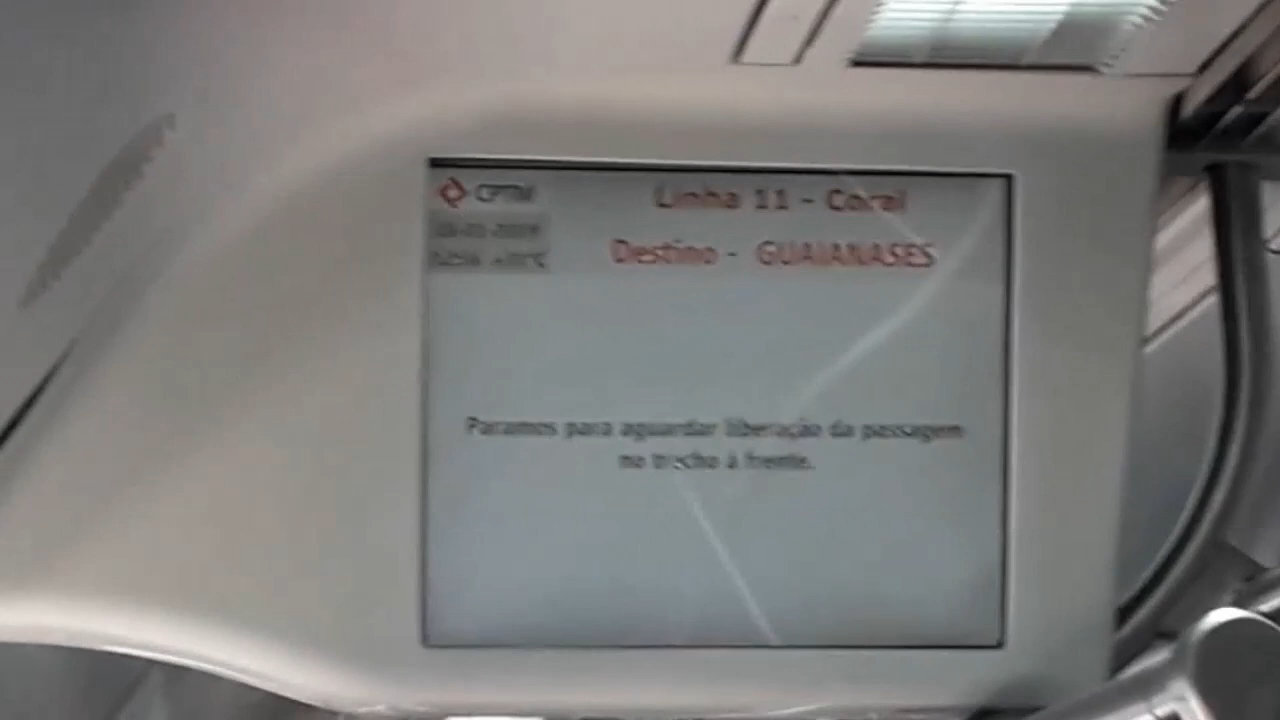 CPTM
Linha 11 - Coral
Destino - GUAIANASES
Paramos para aguardar liberação da passagem
no trecho à frente.